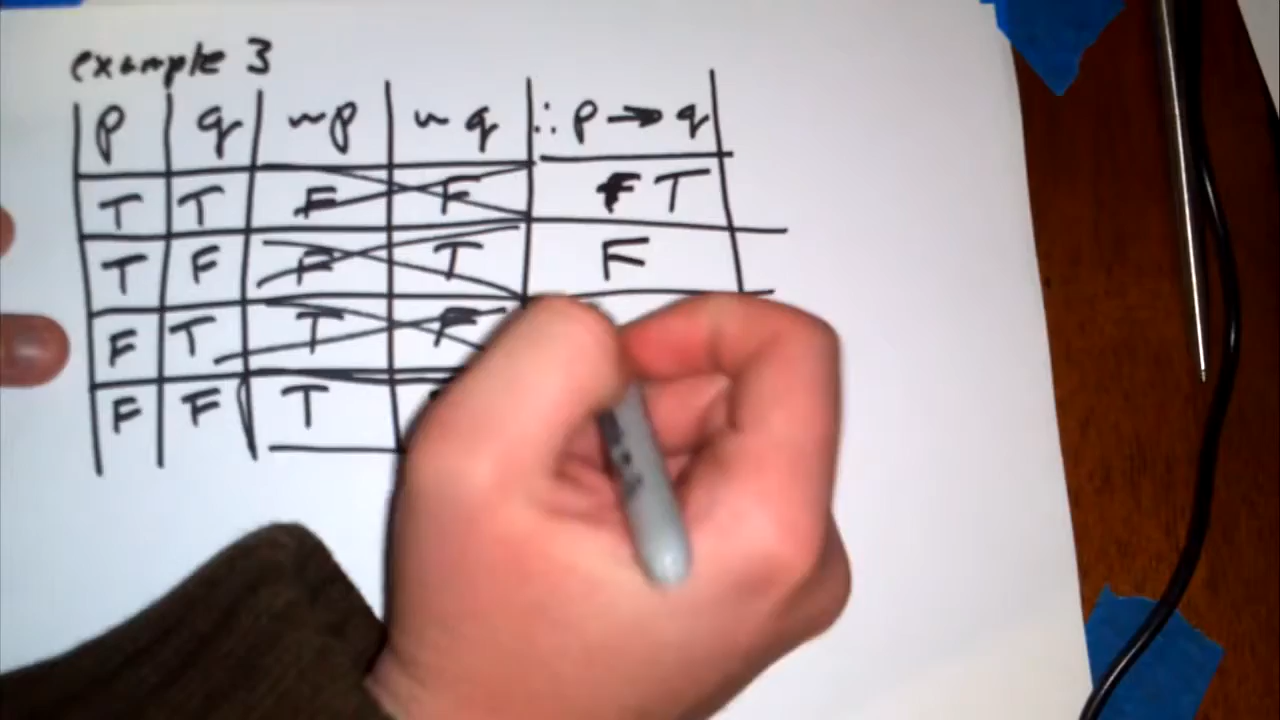 example 3
p q ~p ~q ∴ p → q
T T F F F T
T F F T F
F T T F
F F T